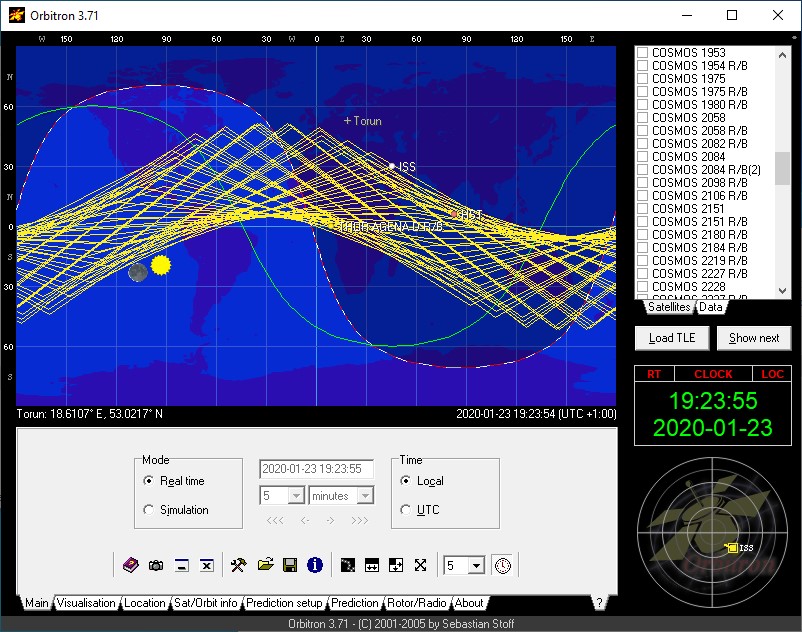 Orbitron 3.71
W 150 120 90 60 30 W 0 E 30 60 90 120 150 E
N
60
30
N
0
S
30
60
S
+ Torun
ISS
HST
THOR AGENA D R/B
Torun: 18.6107° E, 53.0217° N
2020-01-23 19:23:54 (UTC +1:00)
COSMOS 1953
COSMOS 1954 R/B
COSMOS 1975
COSMOS 1975 R/B
COSMOS 1980 R/B
COSMOS 2058
COSMOS 2058 R/B
COSMOS 2082 R/B
COSMOS 2084
COSMOS 2084 R/B(2)
COSMOS 2098 R/B
COSMOS 2106 R/B
COSMOS 2151
COSMOS 2151 R/B
COSMOS 2180 R/B
COSMOS 2184 R/B
COSMOS 2219 R/B
COSMOS 2227 R/B
COSMOS 2228
COSMOS 2237 R/B
Satellites Data
Load TLE Show next
RT CLOCK LOC
19:23:55
2020-01-23
ISS
Orbitron
Mode
Real time
Simulation
2020-01-23 19:23:55
5 minutes
<<< <- -> >>>
Time
Local
UTC
5
Main Visualisation Location Sat/Orbit info Prediction setup Prediction Rotor/Radio About ?
Orbitron 3.71 - (C) 2001-2005 by Sebastian Stoff